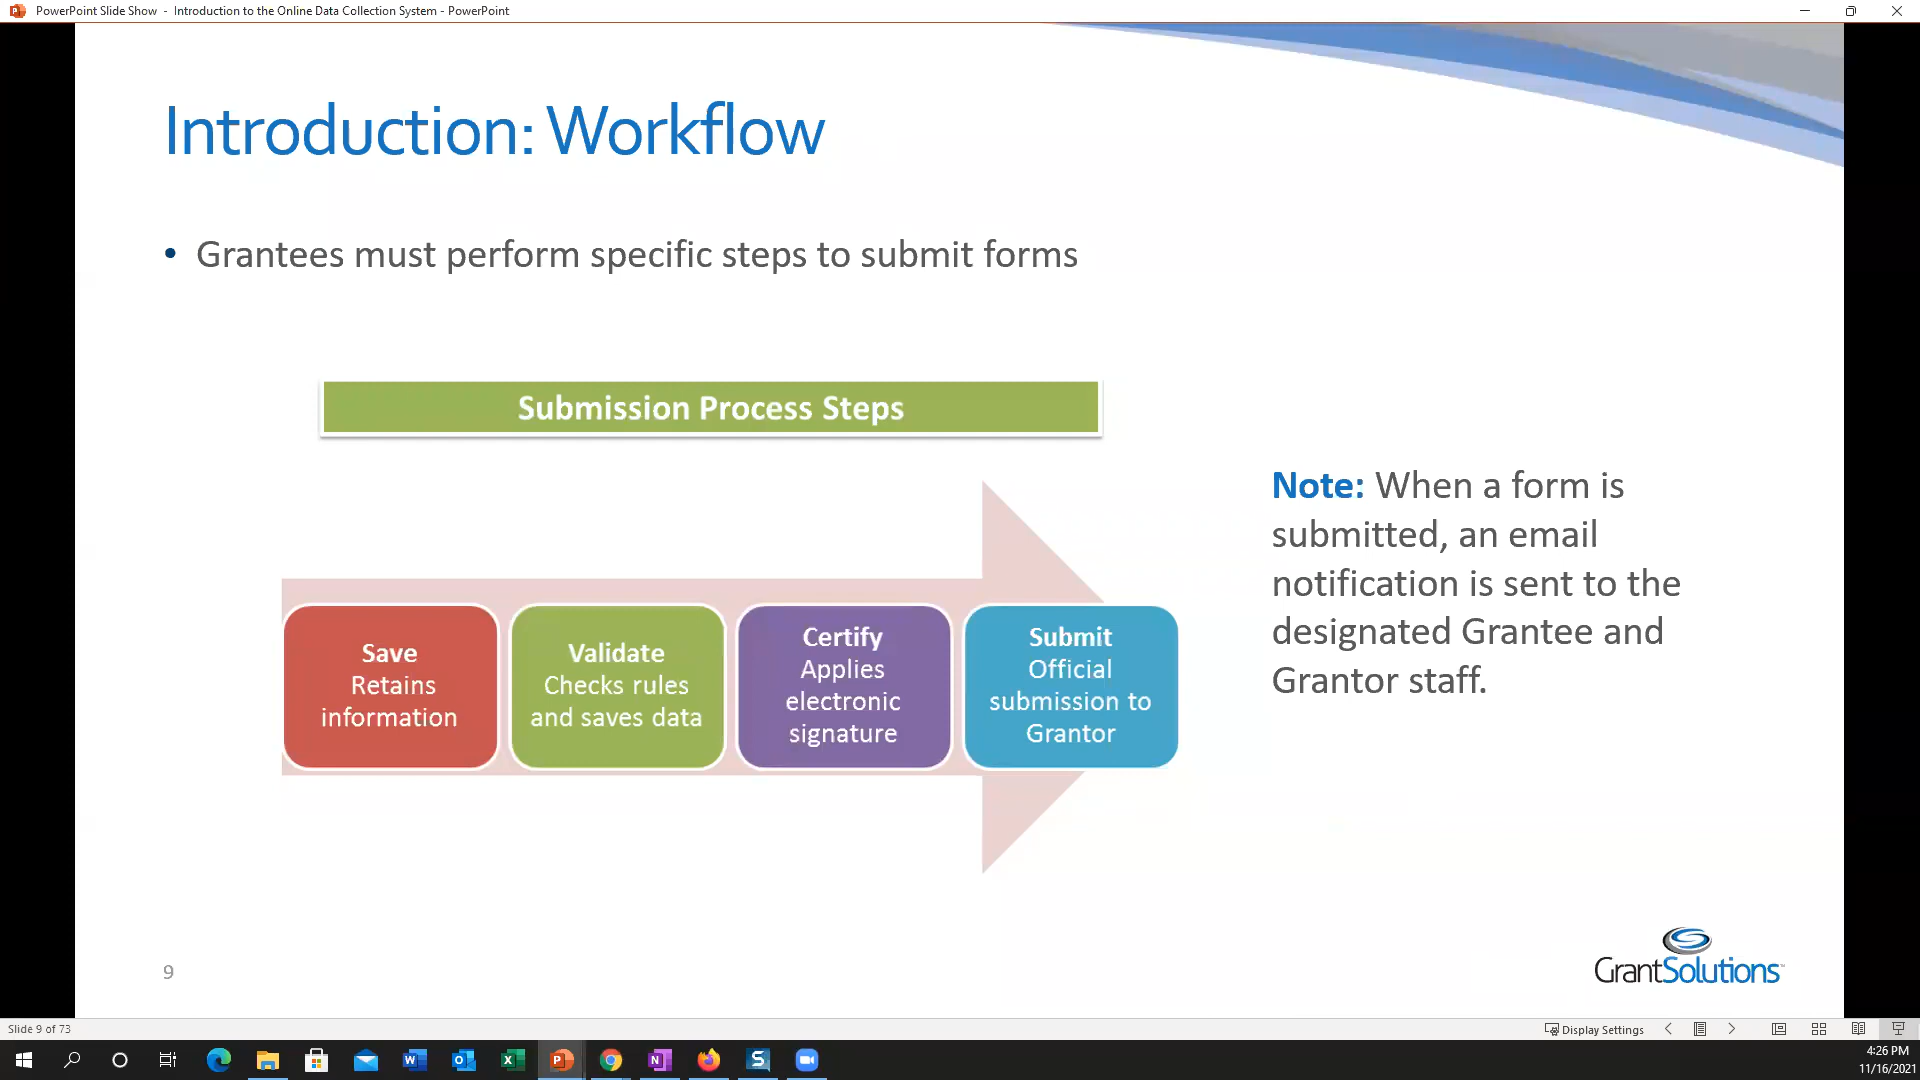 PowerPoint Slide Show - Introduction to the Online Data Collection System - PowerPoint
Introduction: Workflow
• Grantees must perform specific steps to submit forms
Submission Process Steps
Save
Retains
information
Validate
Checks rules
and saves data
Certify
Applies
electronic
signature
Submit
Official
submission to
Grantor
Note: When a form is
submitted, an email
notification is sent to the
designated Grantee and
Grantor staff.
9
GrantSolutions
Slide 9 of 73
Display Settings
4:26 PM
11/16/2021